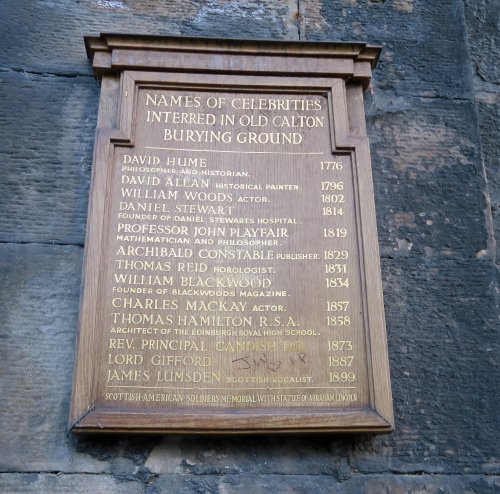 NAMES OF CELEBRITIES
INTERRED IN OLD CALTON
BURYING GROUND
DAVID HUME 1776
PHILOSOPHER AND HISTORIAN.
DAVID ALLAN HISTORICAL PAINTER. 1796
WILLIAM WOODS ACTOR. 1802
DANIEL STEWART 1814
FOUNDER OF DANIEL STEWARTS HOSPITAL.
PROFESSOR JOHN PLAYFAIR 1819
MATHEMATICIAN AND PHILOSOPHER.
ARCHIBALD CONSTABLE PUBLISHER. 1829
THOMAS REID HOROLOGIST. 1831
WILLIAM BLACKWOOD 1834
FOUNDER OF BLACKWOODS MAGAZINE.
CHARLES MACKAY ACTOR. 1857
THOMAS HAMILTON R.S.A. 1858
ARCHITECT OF THE EDINBURGH ROYAL HIGH SCHOOL.
REV. PRINCIPAL CANDISH D.D. 1873
LORD GIFFORD. 1887
JAMES LUMSDEN SCOTTISH VOCALIST. 1899
SCOTTISH-AMERICAN SOLDIERS MEMORIAL WITH STATUE OF ABRAHAM LINCOLN